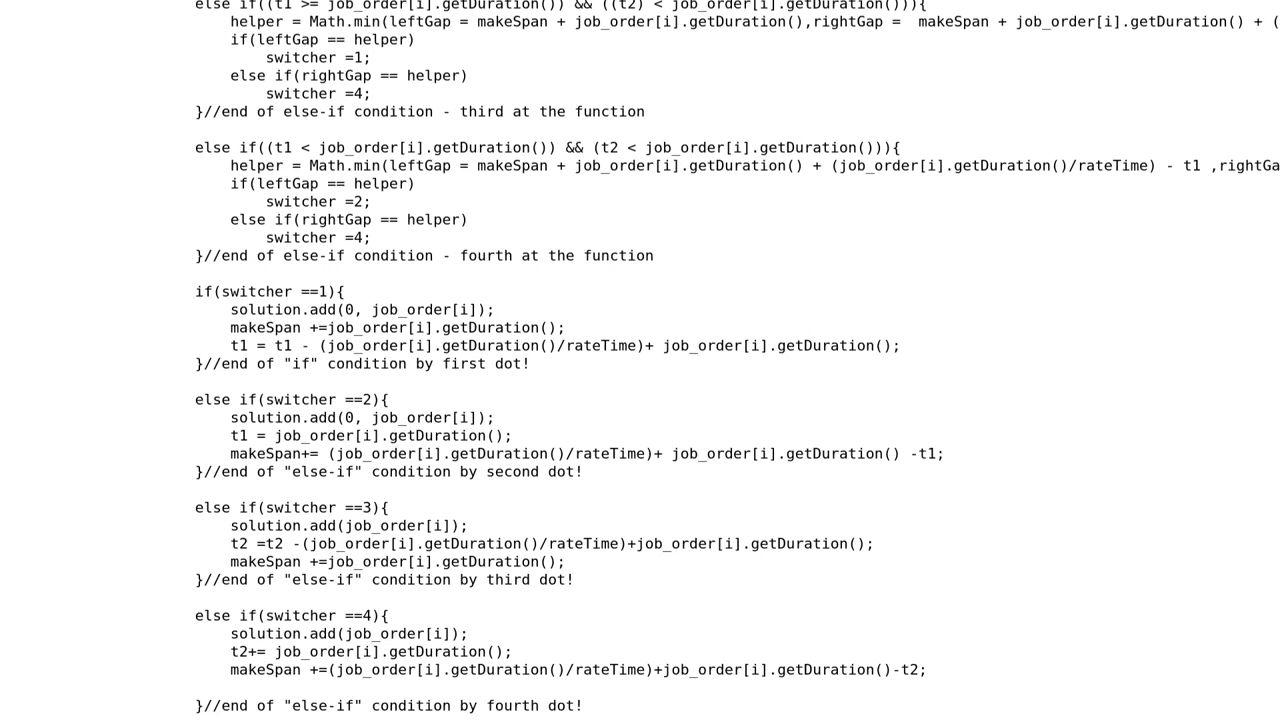 else if((t1 >= job_order[i].getDuration()) && ((t2) < job_order[i].getDuration())){
helper = Math.min(leftGap = makeSpan + job_order[i].getDuration(),rightGap =  makeSpan + job_order[i].getDuration() + (
if(leftGap == helper)
switcher =1;
else if(rightGap == helper)
switcher =4;
}//end of else-if condition - third at the function
else if((t1 < job_order[i].getDuration()) && (t2 < job_order[i].getDuration())){
helper = Math.min(leftGap = makeSpan + job_order[i].getDuration() + (job_order[i].getDuration()/rateTime) - t1 ,rightGa
if(leftGap == helper)
switcher =2;
else if(rightGap == helper)
switcher =4;
}//end of else-if condition - fourth at the function
if(switcher ==1){
solution.add(0, job_order[i]);
makeSpan +=job_order[i].getDuration();
t1 = t1 - (job_order[i].getDuration()/rateTime)+ job_order[i].getDuration();
}//end of "if" condition by first dot!
else if(switcher ==2){
solution.add(0, job_order[i]);
t1 = job_order[i].getDuration();
makeSpan+= (job_order[i].getDuration()/rateTime)+ job_order[i].getDuration() -t1;
}//end of "else-if" condition by second dot!
else if(switcher ==3){
solution.add(job_order[i]);
t2 =t2 -(job_order[i].getDuration()/rateTime)+job_order[i].getDuration();
makeSpan +=job_order[i].getDuration();
}//end of "else-if" condition by third dot!
else if(switcher ==4){
solution.add(job_order[i]);
t2+= job_order[i].getDuration();
makeSpan +=(job_order[i].getDuration()/rateTime)+job_order[i].getDuration()-t2;
}//end of "else-if" condition by fourth dot!